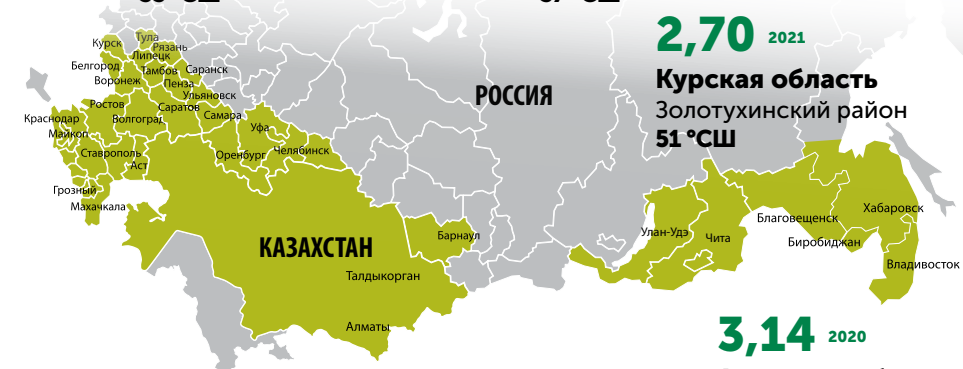 2,70 2021
Курская область
Золотухинский район
51 °СШ
РОССИЯ
КАЗАХСТАН
Тула
Курск
Рязань
Липецк
Белгород
Тамбов
Саранск
Воронеж
Пенза
Ульяновск
Ростов
Саратов
Краснодар
Волгоград
Самара
Майкоп
Уфа
Ставрополь
Оренбург
Челябинск
Аст
Грозный
Махачкала
Барнаул
Талдыкорган
Алматы
Улан-Удэ
Чита
Благовещенск
Хабаровск
Биробиджан
Владивосток
3,14 2020